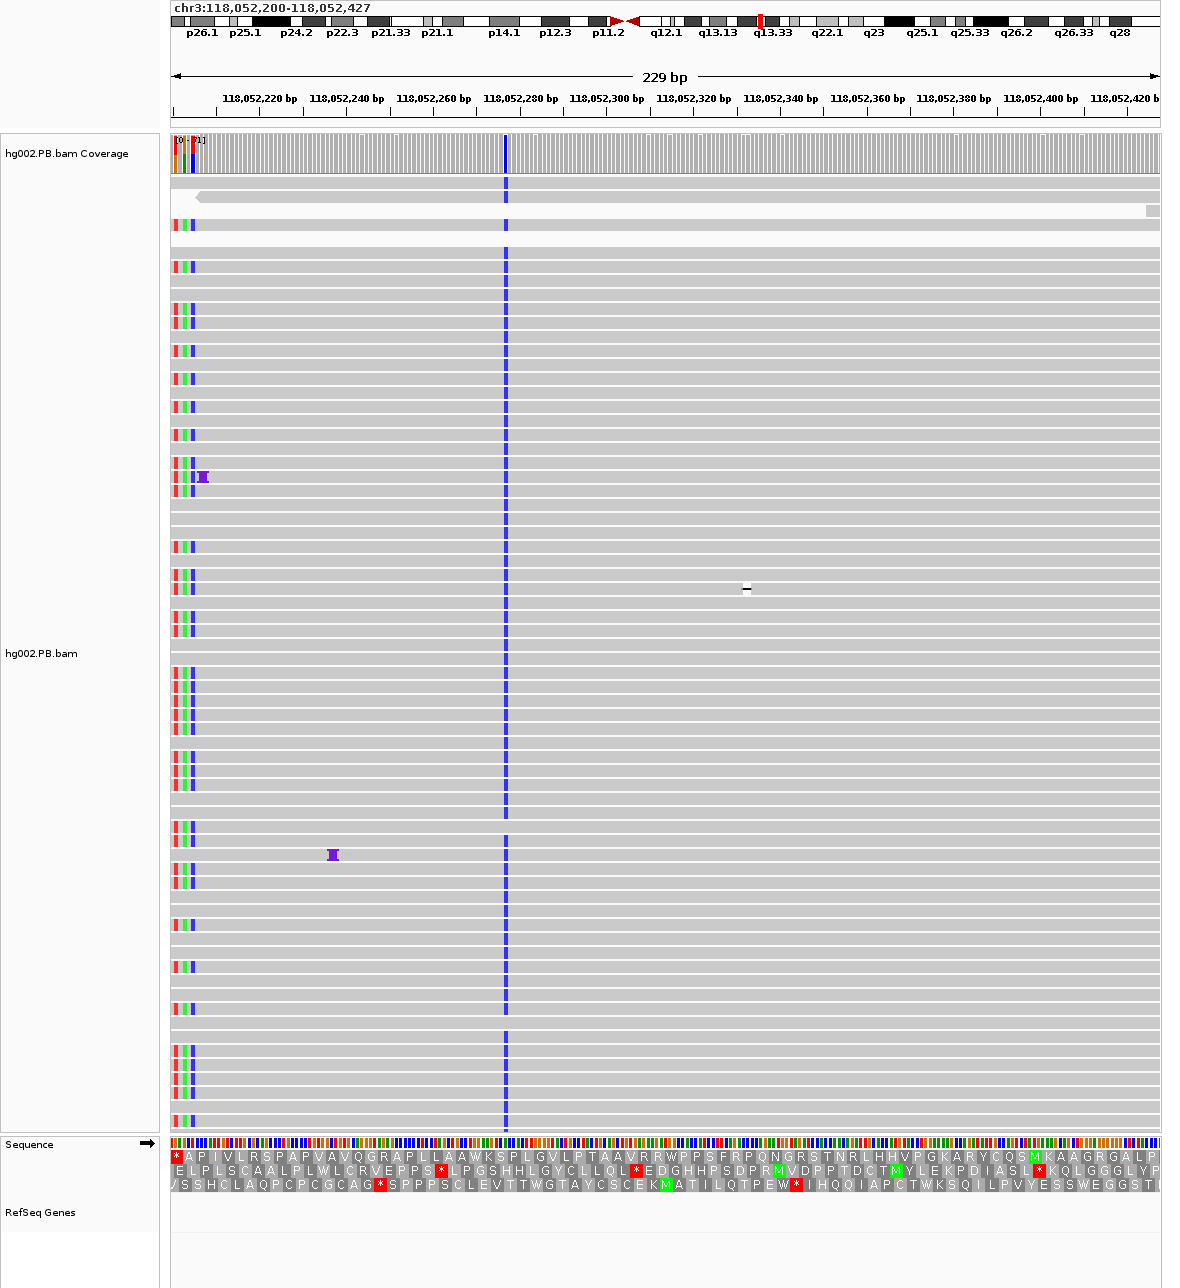 chr3:118,052,200-118,052,427
p26.1 p25.1 p24.2 p22.3 p21.33 p21.1 p14.1 p12.3 p11.2 q12.1 q13.13 q13.33 q22.1 q23 q25.1 q25.33 q26.2 q26.33 q28
229 bp
118,052,220 bp 118,052,240 bp 118,052,260 bp 118,052,280 bp 118,052,300 bp 118,052,320 bp 118,052,340 bp 118,052,360 bp 118,052,380 bp 118,052,400 bp 118,052,420 b
hg002.PB.bam Coverage
hg002.PB.bam
Sequence
* A P I V L R S P A P V A V Q G R A P L L A A W K S P L G V L P T A A V R R W P P S F R P Q N G R S T N R L H H V P G K A R Y C Q S M K A A G R G A L P
E L P L S C A A L P L W L C R V E P P S * L P G S H H L G Y C L L Q L * E D G H H P S D P R M V D P P T D C T M Y L E K P D I A S L * K Q L G G G L Y P
V S S H C L A Q P C P C G C A G * S P P P S C L E V T T W G T A Y C S C E K M A T I L Q T P E W * I H Q Q I A P C T W K S Q I L P V Y E S S W E G G S T
RefSeq Genes